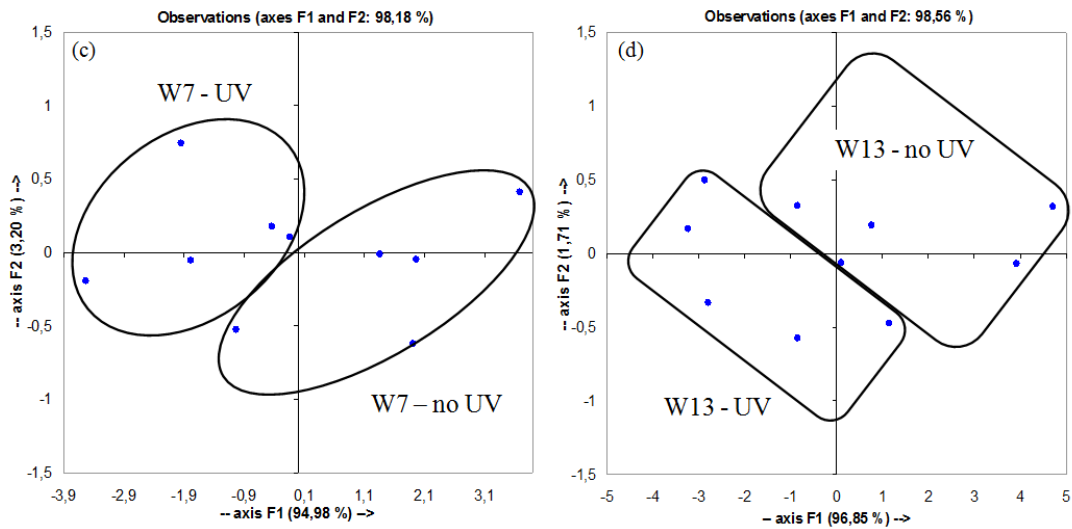 Observations (axes F1 and F2: 98,18 %)
(c)
1,5
1
0,5
0
-0,5
-1
-1,5
-- axis F2 (3,20 %) -->
W7 - UV
W7 – no UV
-3,9 -2,9 -1,9 -0,9 0,1 1,1 2,1 3,1
-- axis F1 (94,98 %) -->
Observations (axes F1 and F2: 98,56 %)
(d)
1,5
1
0,5
0
-0,5
-1
-1,5
-- axis F2 (1,71 %) -->
W13 - no UV
W13 - UV
-5 -4 -3 -2 -1 0 1 2 3 4 5
– axis F1 (96,85 %) -->